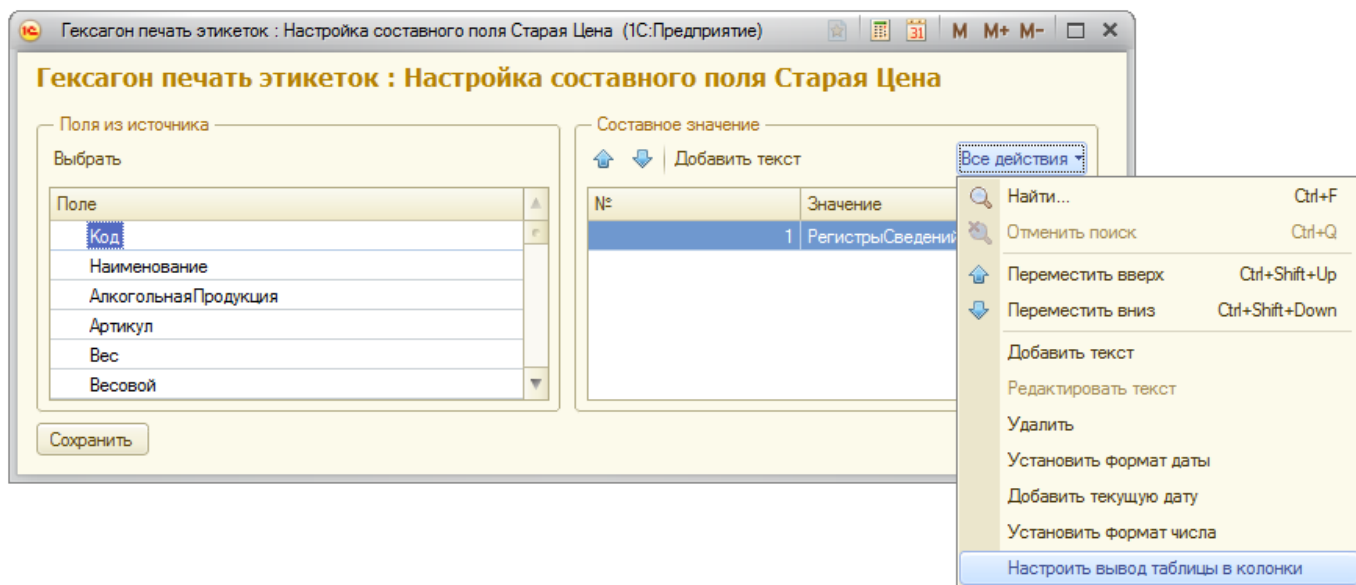 Гексагон печать этикеток : Настройка составного поля Старая Цена (1С:Предприятие)
31 M M+ M-
Гексагон печать этикеток : Настройка составного поля Старая Цена
Поля из источника
Выбрать
Поле
Код
Наименование
АлкогольнаяПродукция
Артикул
Вес
Весовой
Сохранить
Составное значение
Добавить текст
Все действия
№ Значение
1 РегистрыСведений
Найти... Ctrl+F
Отменить поиск Ctrl+Q
Переместить вверх Ctrl+Shift+Up
Переместить вниз Ctrl+Shift+Down
Добавить текст
Редактировать текст
Удалить
Установить формат даты
Добавить текущую дату
Установить формат числа
Настроить вывод таблицы в колонки